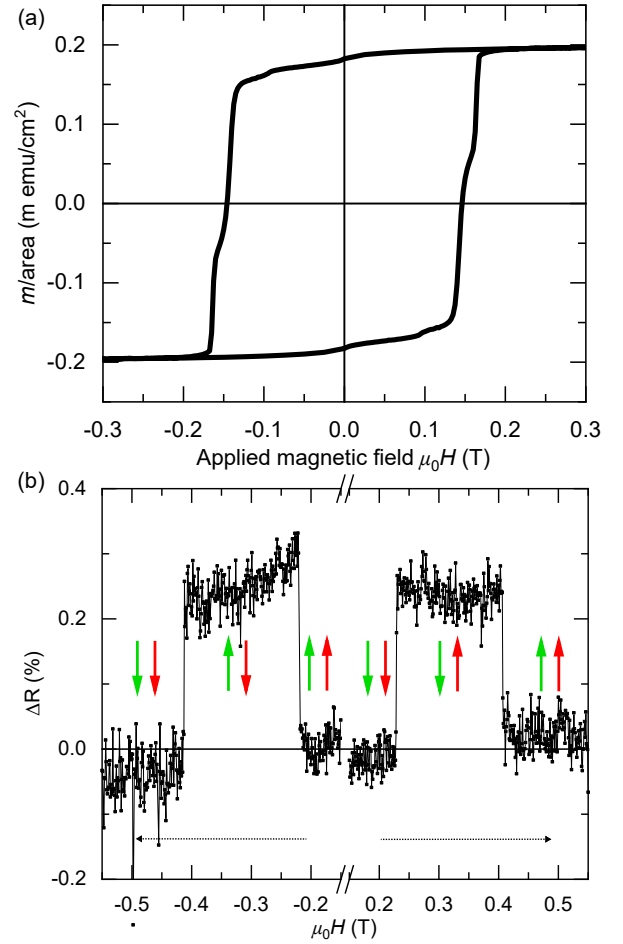 (a)
0.2
0.1
0.0
-0.1
-0.2
m/area (m emu/cm²)
-0.3 -0.2 -0.1 0.0 0.1 0.2 0.3
Applied magnetic field μ₀H (T)
(b)
0.4
0.2
0.0
-0.2
ΔR (%)
-0.5 -0.4 -0.3 -0.2 0.2 0.3 0.4 0.5
μ₀H (T)